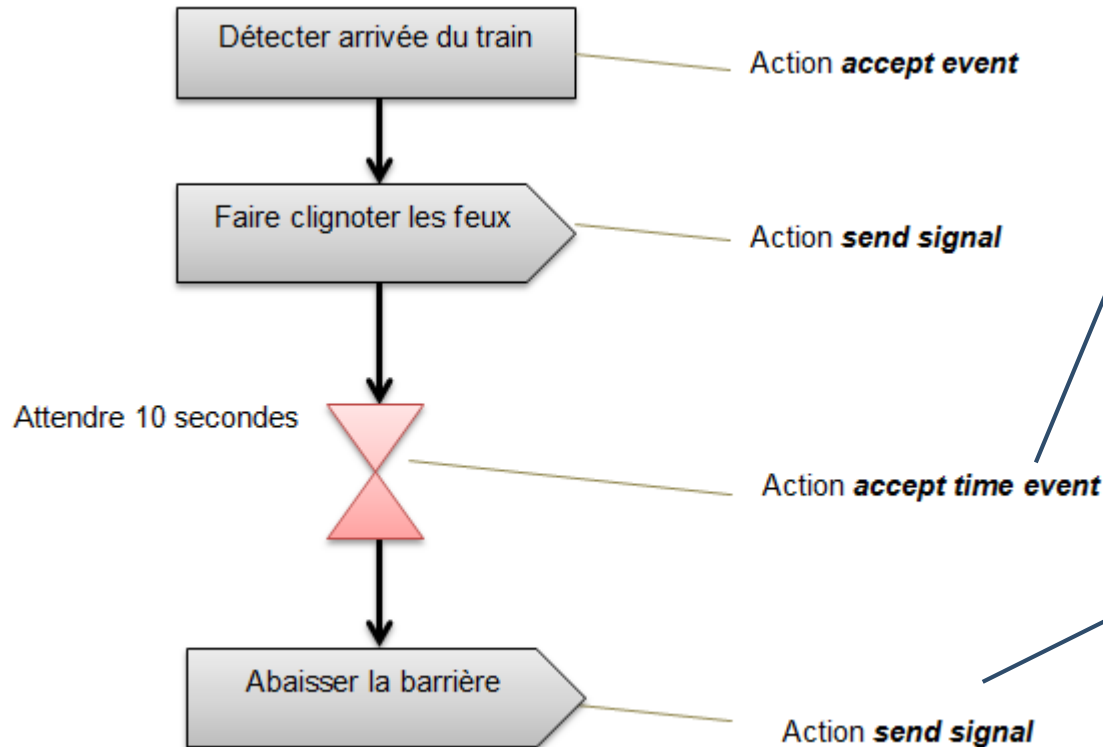 Détecter arrivée du train
Action accept event
Faire clignoter les feux
Action send signal
Attendre 10 secondes
Action accept time event
Abaisser la barrière
Action send signal